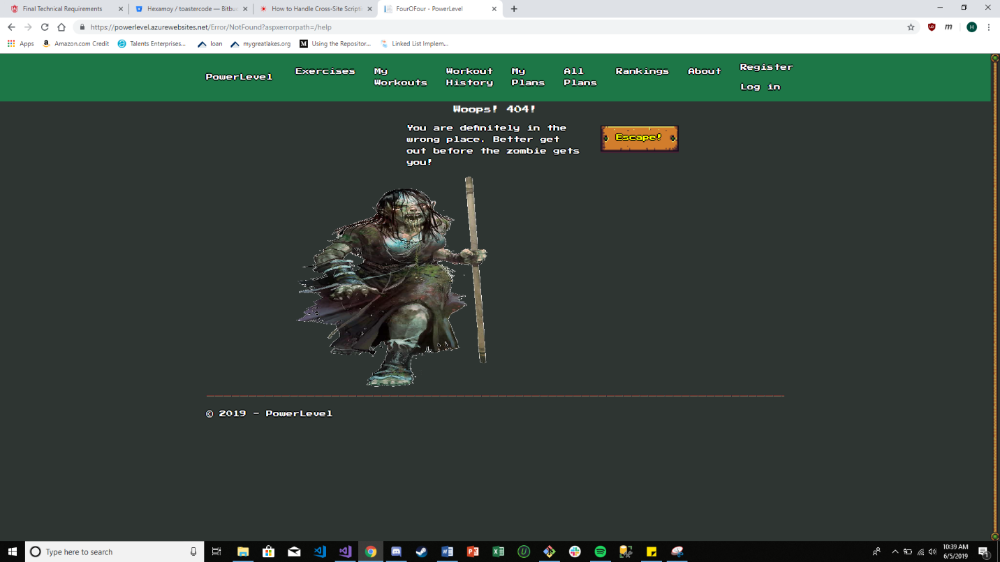 Final Technical Requirements
Hexamoy / toastercode — Bitbu
How to Handle Cross-Site Scripti
FourOFour - PowerLevel
https://powerlevel.azurewebsites.net/Error/NotFound?aspxerrorpath=/help
H
Apps
Amazon.com Credit
Talents Enterprises...
loan
mygreatlakes.org
Using the Repositor...
Linked List Implem...
PowerLevel
Exercises
My
Workouts
Workout
History
My
Plans
All
Plans
Rankings
About
Register
Log in
Woops! 404!
You are definitely in the
wrong place. Better get
out before the zombie gets
you!
Escape!
© 2019 - PowerLevel
Type here to search
10:39 AM
6/5/2019
1